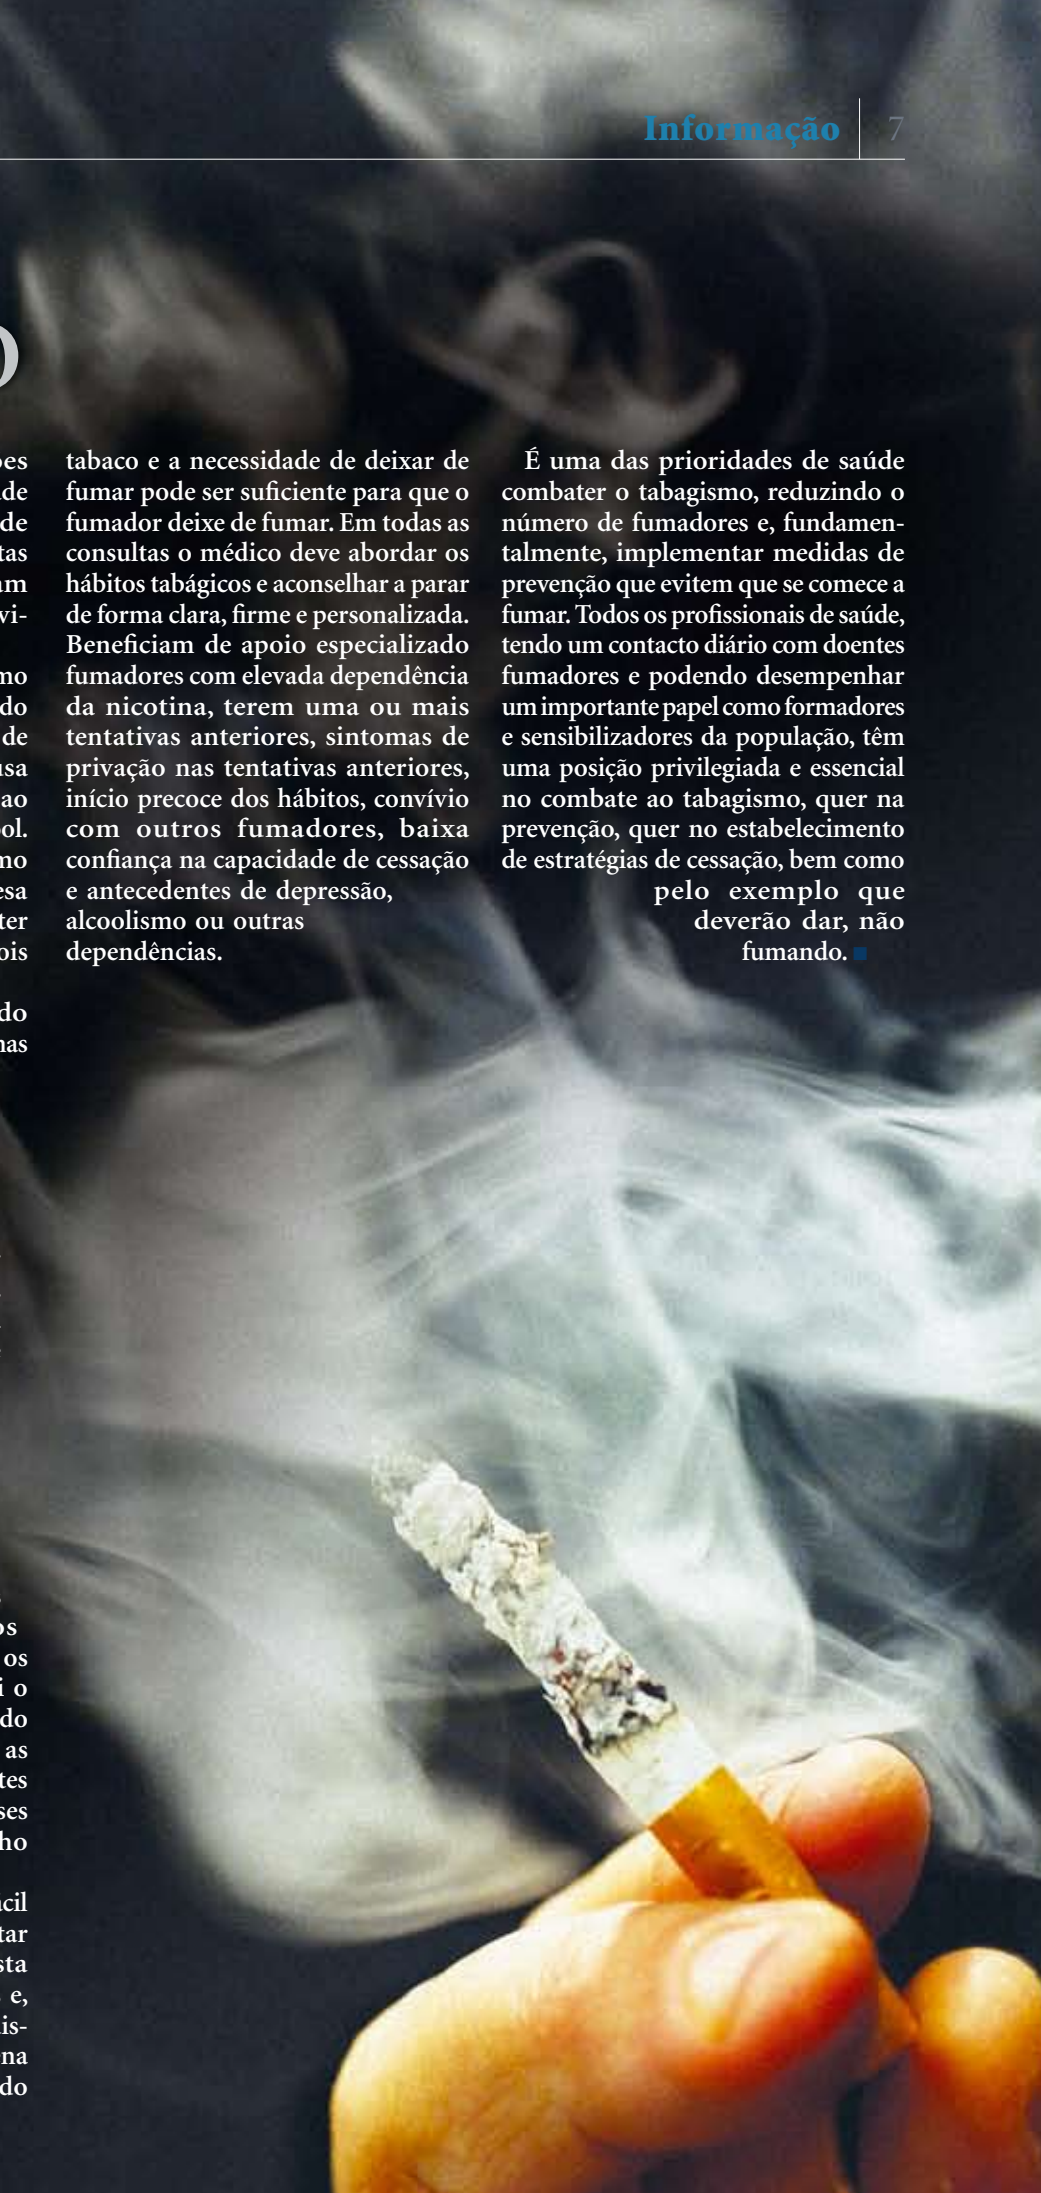 Informação 7
tabaco e a necessidade de deixar de
fumar pode ser suficiente para que o
fumador deixe de fumar. Em todas as
consultas o médico deve abordar os
hábitos tabágicos e aconselhar a parar
de forma clara, firme e personalizada.
Beneficiam de apoio especializado
fumadores com elevada dependência
da nicotina, terem uma ou mais
tentativas anteriores, sintomas de
privação nas tentativas anteriores,
início precoce dos hábitos, convívio
com outros fumadores, baixa
confiança na capacidade de cessação
e antecedentes de depressão,
alcoolismo ou outras
dependências.
É uma das prioridades de saúde
combater o tabagismo, reduzindo o
número de fumadores e, fundamen-
talmente, implementar medidas de
prevenção que evitem que se comece a
fumar. Todos os profissionais de saúde,
tendo um contacto diário com doentes
fumadores e podendo desempenhar
um importante papel como formadores
e sensibilizadores da população, têm
uma posição privilegiada e essencial
no combate ao tabagismo, quer na
prevenção, quer no estabelecimento
de estratégias de cessação, bem como
pelo exemplo que
deverão dar, não
fumando.